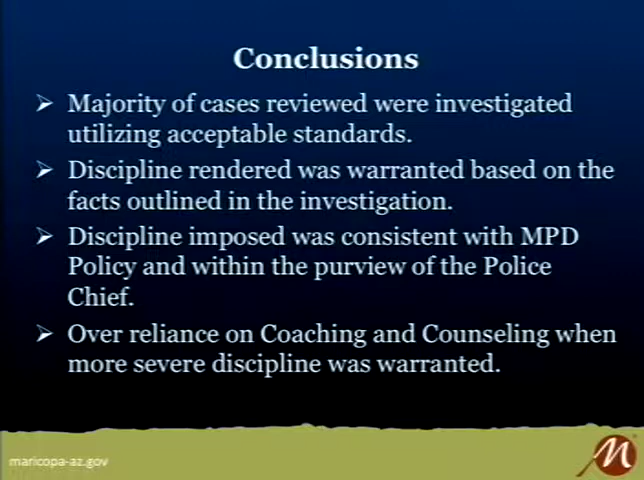 Conclusions
➢ Majority of cases reviewed were investigated
utilizing acceptable standards.
➢ Discipline rendered was warranted based on the
facts outlined in the investigation.
➢ Discipline imposed was consistent with MPD
Policy and within the purview of the Police
Chief.
➢ Over reliance on Coaching and Counseling when
more severe discipline was warranted.
maricopa-az.gov
M